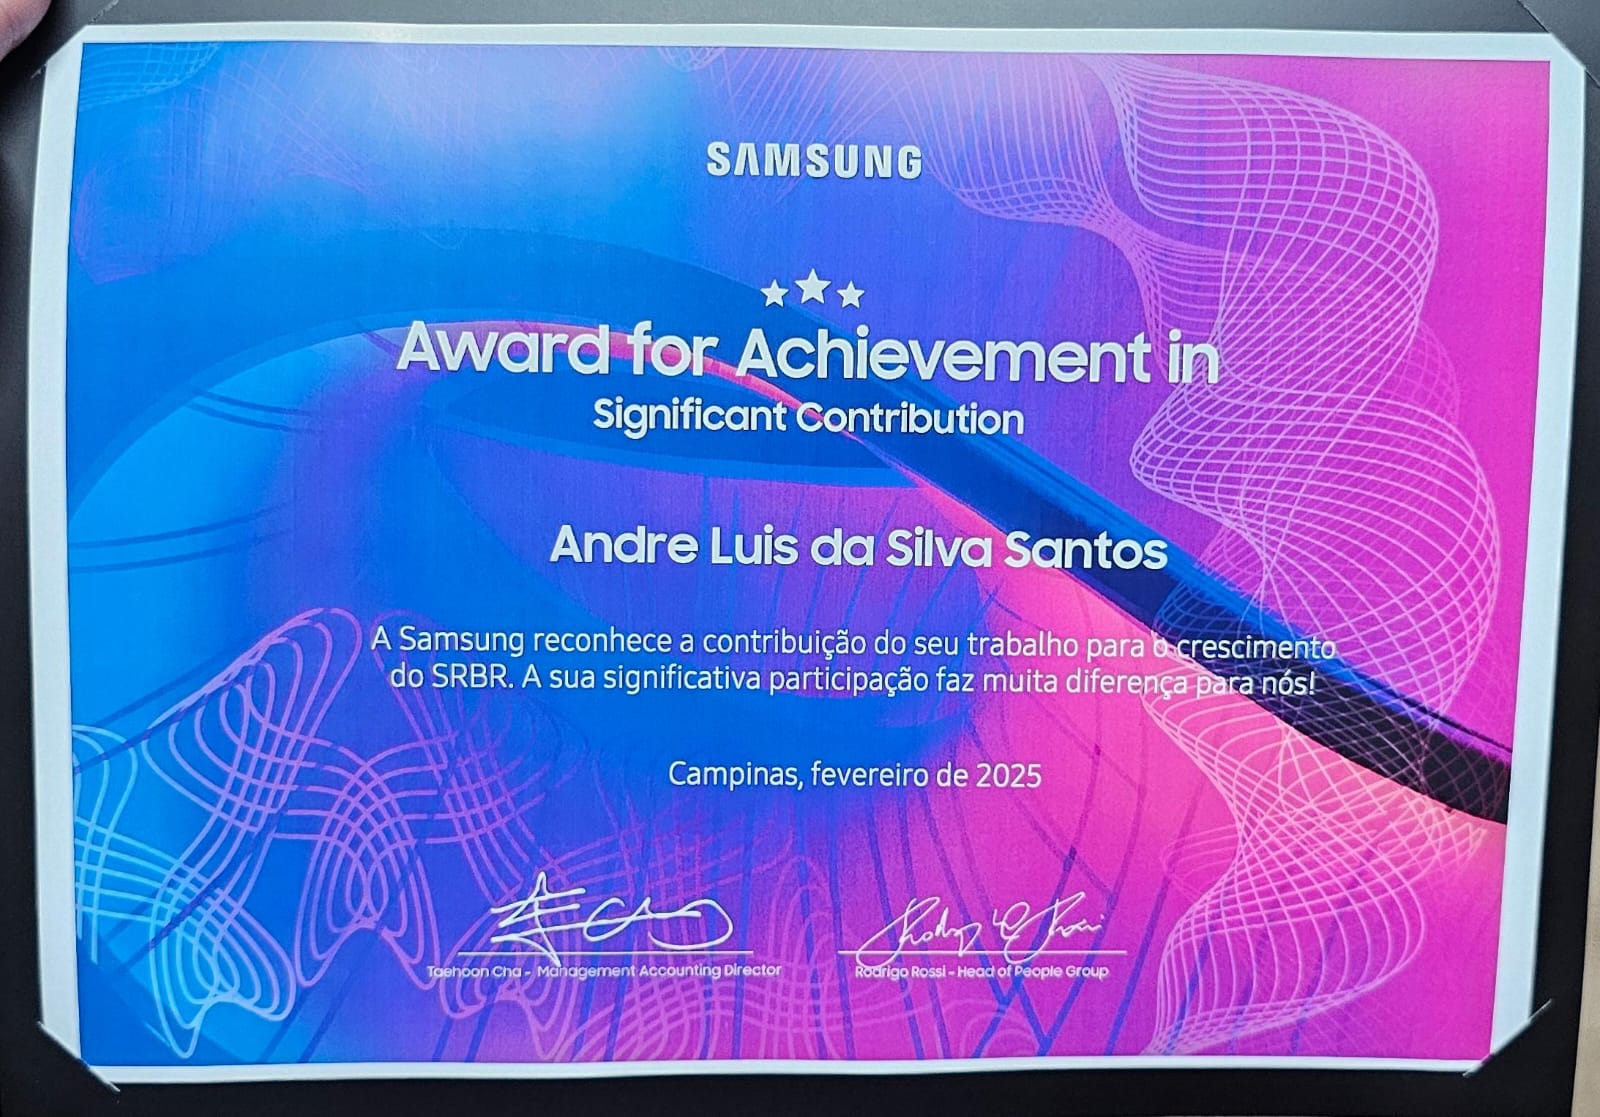 SAMSUNG
Award for Achievement in
Significant Contribution
Andre Luis da Silva Santos
A Samsung reconhece a contribuição do seu trabalho para o crescimento
do SRBR. A sua significativa participação faz muita diferença para nós!
Campinas, fevereiro de 2025
Taehoon Cha - Management Accounting Director
Rodrigo Rossi - Head of People Group